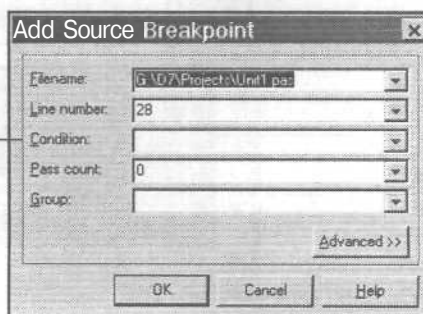 Add Source Breakpoint
Filename: G:\D7\Projects\Unit1.pas
Line number: 28
Condition:
Pass count: 0
Group:
Advanced >>
OK Cancel Help